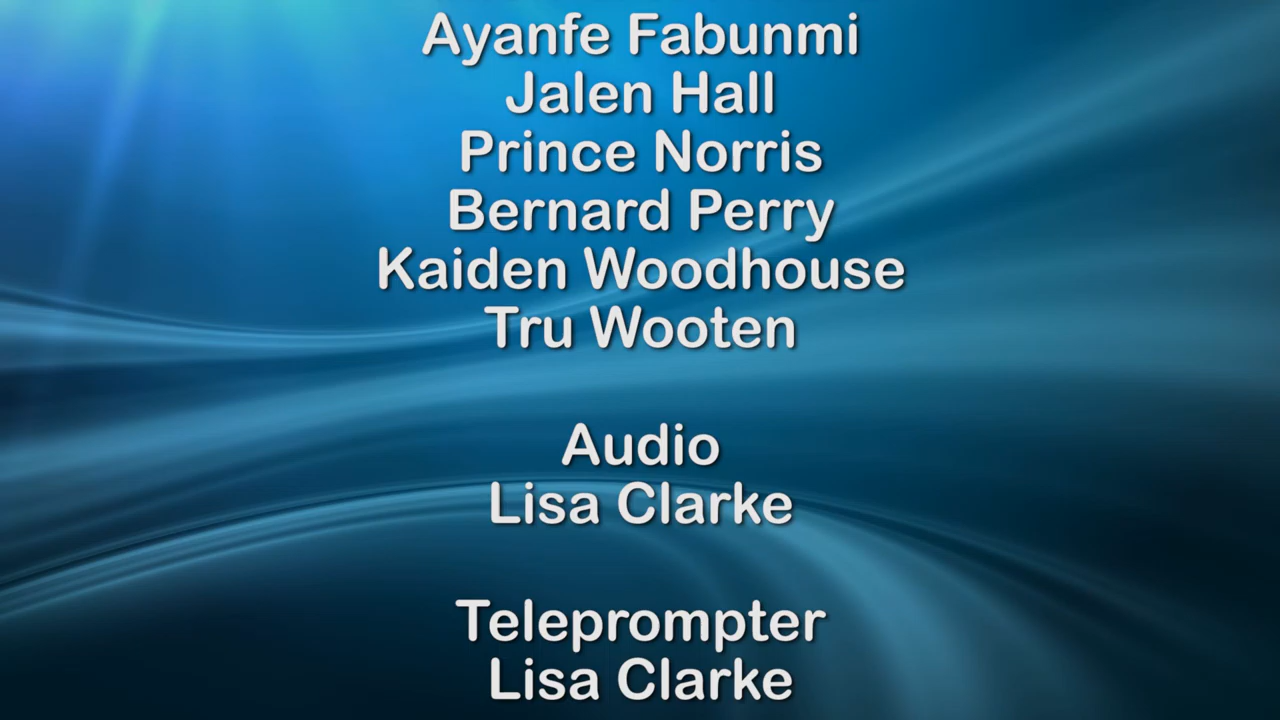 Ayanfe Fabunmi
Jalen Hall
Prince Norris
Bernard Perry
Kaiden Woodhouse
Tru Wooten
Audio
Lisa Clarke
Teleprompter
Lisa Clarke